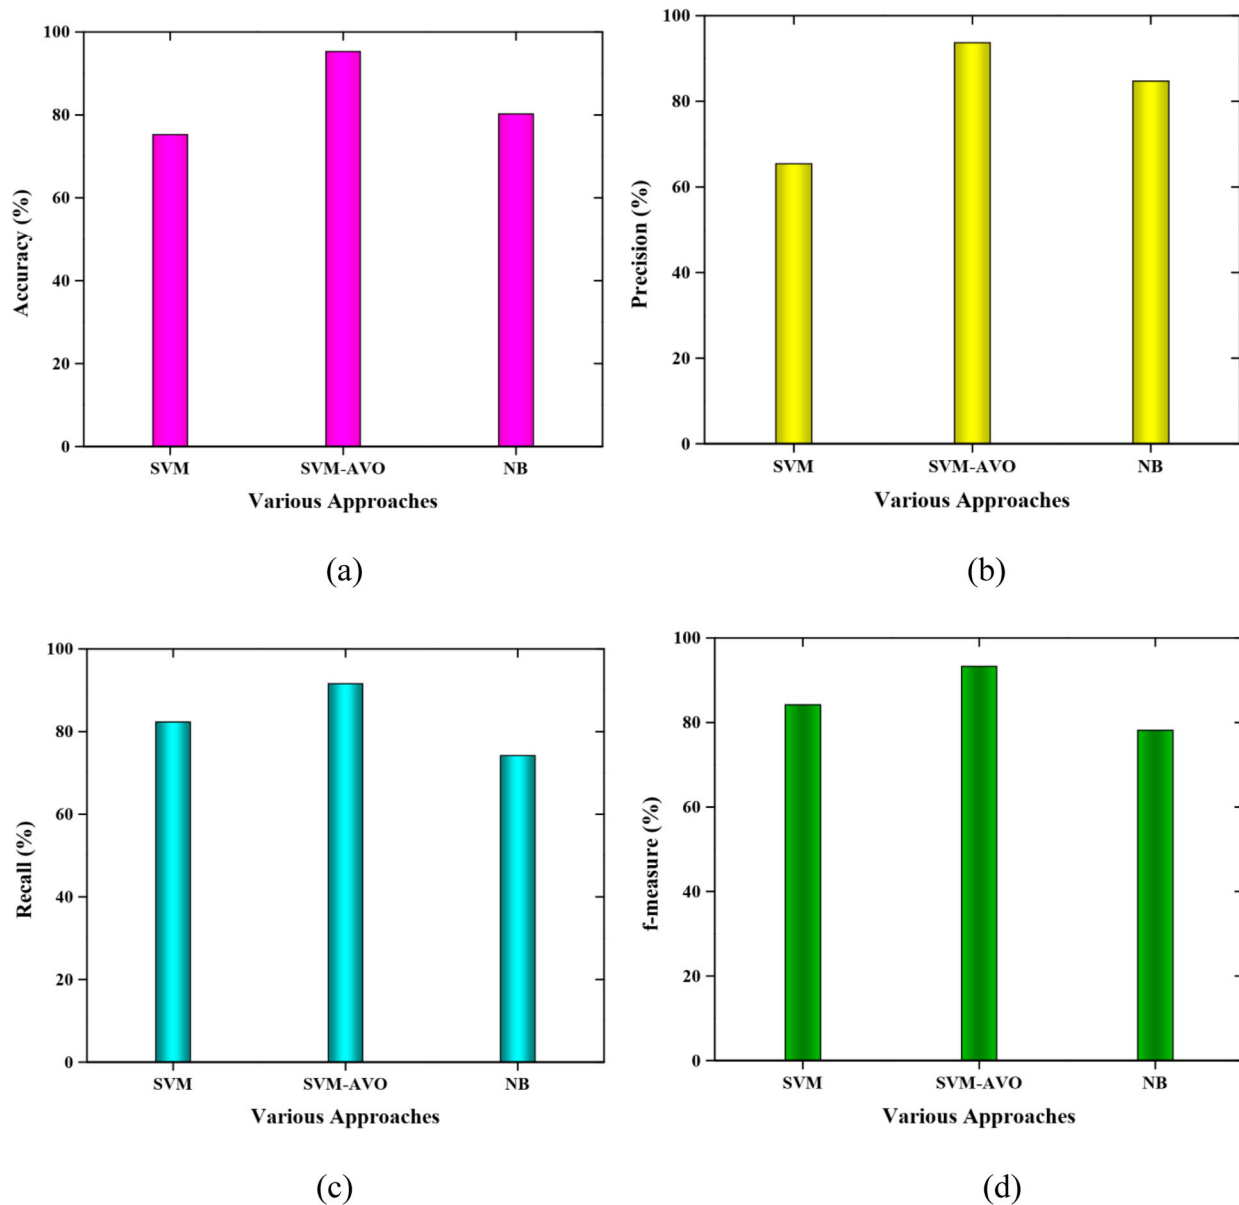 100
80
60
40
20
0
Accuracy (%)
SVM SVM-AVO NB
Various Approaches
(a)
100
80
60
40
20
0
Precision (%)
SVM SVM-AVO NB
Various Approaches
(b)
100
80
60
40
20
0
Recall (%)
SVM SVM-AVO NB
Various Approaches
(c)
100
80
60
40
20
0
f-measure (%)
SVM SVM-AVO NB
Various Approaches
(d)